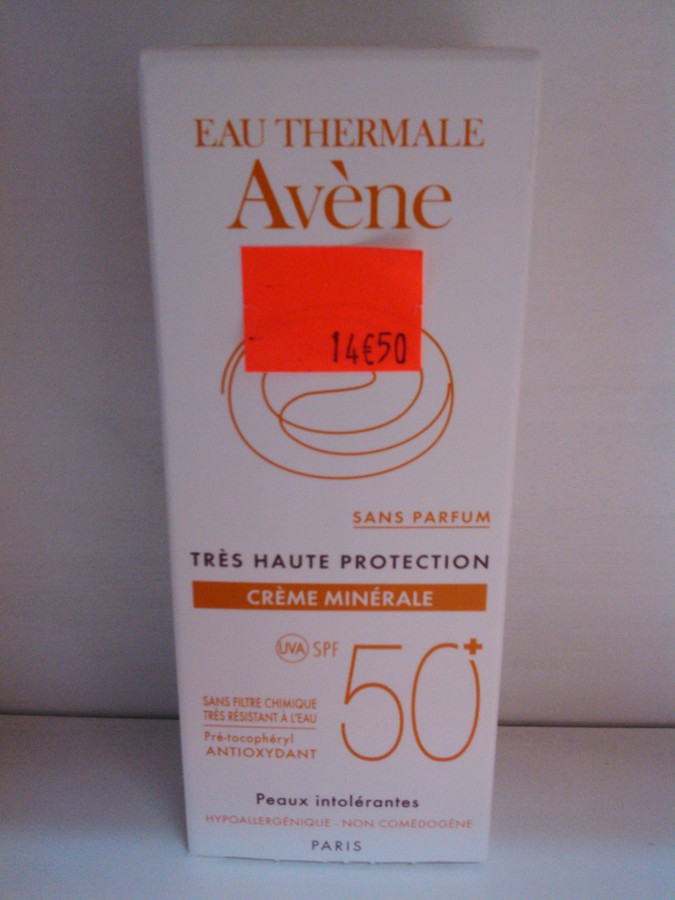 EAU THERMALE
Avène
14€50
SANS PARFUM
TRÈS HAUTE PROTECTION
CRÈME MINÉRALE
UVA SPF 50+
SANS FILTRE CHIMIQUE
TRÈS RÉSISTANT À L'EAU
Pré-tocophéryl
ANTIOXYDANT
Peaux intolérantes
HYPOALLERGÉNIQUE - NON COMÉDOGÈNE
PARIS